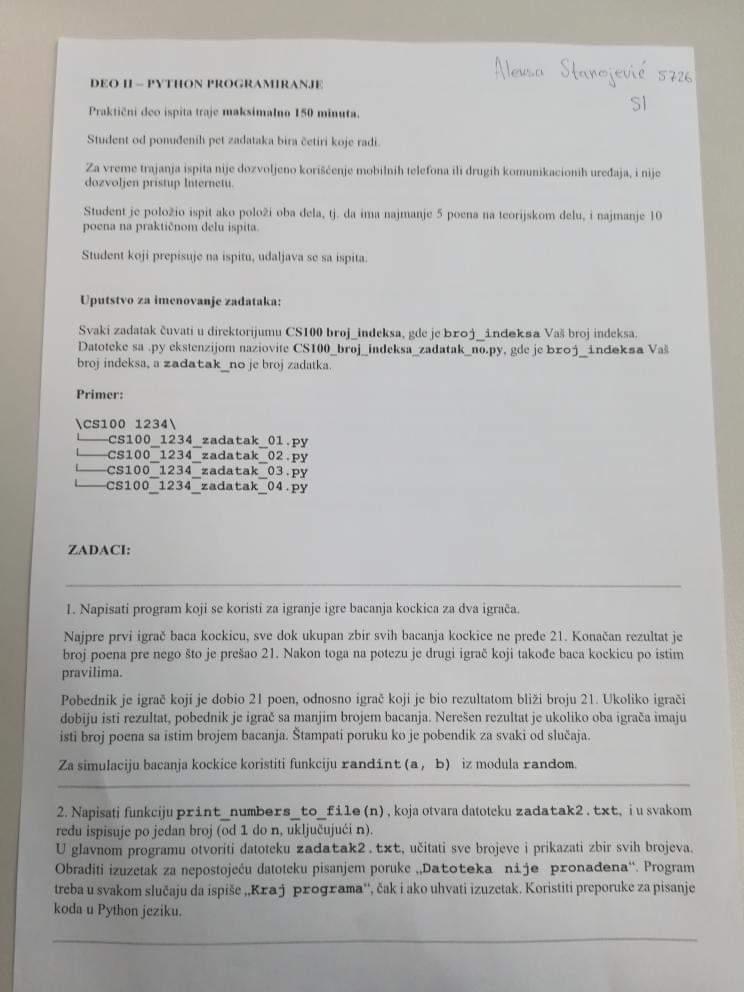 Aleksa Stanojević 5726
SI
DEO II – PYTHON PROGRAMIRANJE
Praktični deo ispita traje maksimalno 150 minuta.
Student od ponuđenih pet zadataka bira četiri koje radi.
Za vreme trajanja ispita nije dozvoljeno korišćenje mobilnih telefona ili drugih komunikacionih uređaja, i nije
dozvoljen pristup Internetu.
Student je položio ispit ako položi oba dela, tj. da ima najmanje 5 poena na teorijskom delu, i najmanje 10
poena na praktičnom delu ispita.
Student koji prepisuje na ispitu, udaljava se sa ispita.
Uputstvo za imenovanje zadataka:
Svaki zadatak čuvati u direktorijumu CS100 broj_indeksa, gde je broj_indeksa Vaš broj indeksa.
Datoteke sa .py ekstenzijom nazovite CS100_broj_indeksa_zadatak_no.py, gde je broj_indeksa Vaš
broj indeksa, a zadatak_no je broj zadatka.
Primer:
\CS100 1234\
└──CS100_1234_zadatak_01.py
└──CS100_1234_zadatak_02.py
└──CS100_1234_zadatak_03.py
└──CS100_1234_zadatak_04.py
ZADACI:
1. Napisati program koji se koristi za igranje igre bacanja kockica za dva igrača.
Najpre prvi igrač baca kockicu, sve dok ukupan zbir svih bacanja kockice ne pređe 21. Konačan rezultat je
broj poena pre nego što je prešao 21. Nakon toga na potezu je drugi igrač koji takođe baca kockicu po istim
pravilima.
Pobednik je igrač koji je dobio 21 poen, odnosno igrač koji je bio rezultatom bliži broju 21. Ukoliko igrači
dobiju isti rezultat, pobednik je igrač sa manjim brojem bacanja. Nerešen rezultat je ukoliko oba igrača imaju
isti broj poena sa istim brojem bacanja. Štampati poruku ko je pobendik za svaki od slučaja.
Za simulaciju bacanja kockice koristiti funkciju randint(a, b) iz modula random.
2. Napisati funkciju print_numbers_to_file(n), koja otvara datoteku zadatak2.txt, i u svakom
redu ispisuje po jedan broj (od 1 do n, uključujući n).
U glavnom programu otvoriti datoteku zadatak2.txt, učitati sve brojeve i prikazati zbir svih brojeva.
Obraditi izuzetak za nepostojeću datoteku pisanjem poruke „Datoteka nije pronađena“. Program
treba u svakom slučaju da ispiše „Kraj programa“, čak i ako uhvati izuzetak. Koristiti preporuke za pisanje
koda u Python jeziku.